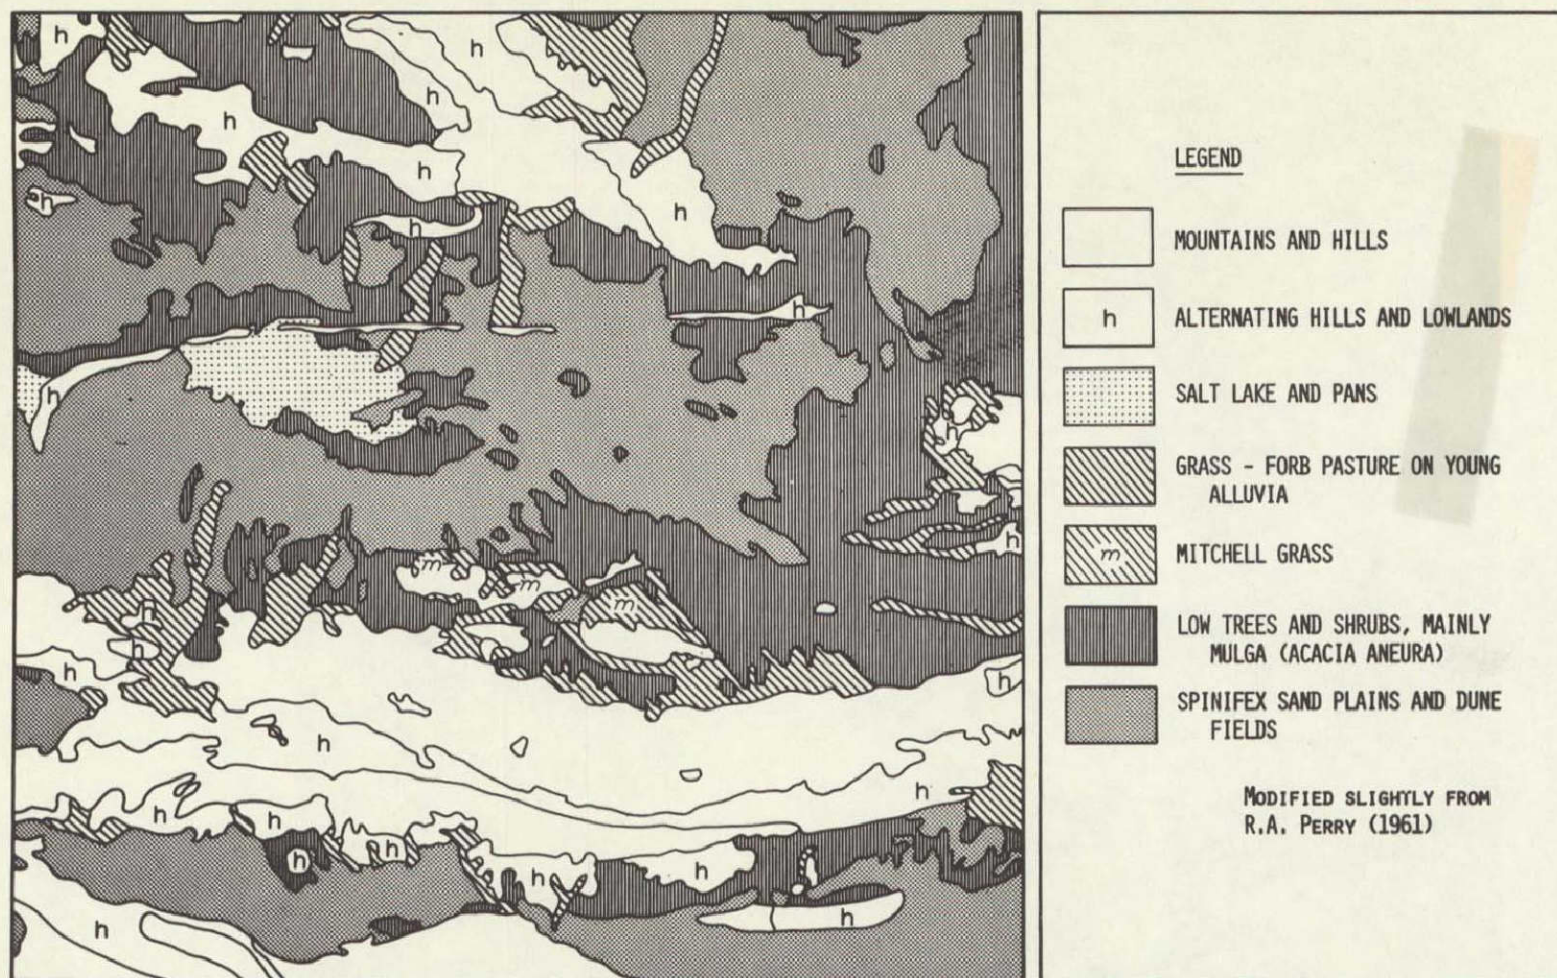 LEGEND
MOUNTAINS AND HILLS
h ALTERNATING HILLS AND LOWLANDS
SALT LAKE AND PANS
GRASS - FORB PASTURE ON YOUNG
ALLUVIA
m MITCHELL GRASS
LOW TREES AND SHRUBS, MAINLY
MULGA (ACACIA ANEURA)
SPINIFEX SAND PLAINS AND DUNE
FIELDS
MODIFIED SLIGHTLY FROM
R.A. PERRY (1961)
h
h
h
h
h
h
h
h
h
h
h
h
m
m
m
h
h
h
h
h
h
h
h
h
h
h
h
h
h